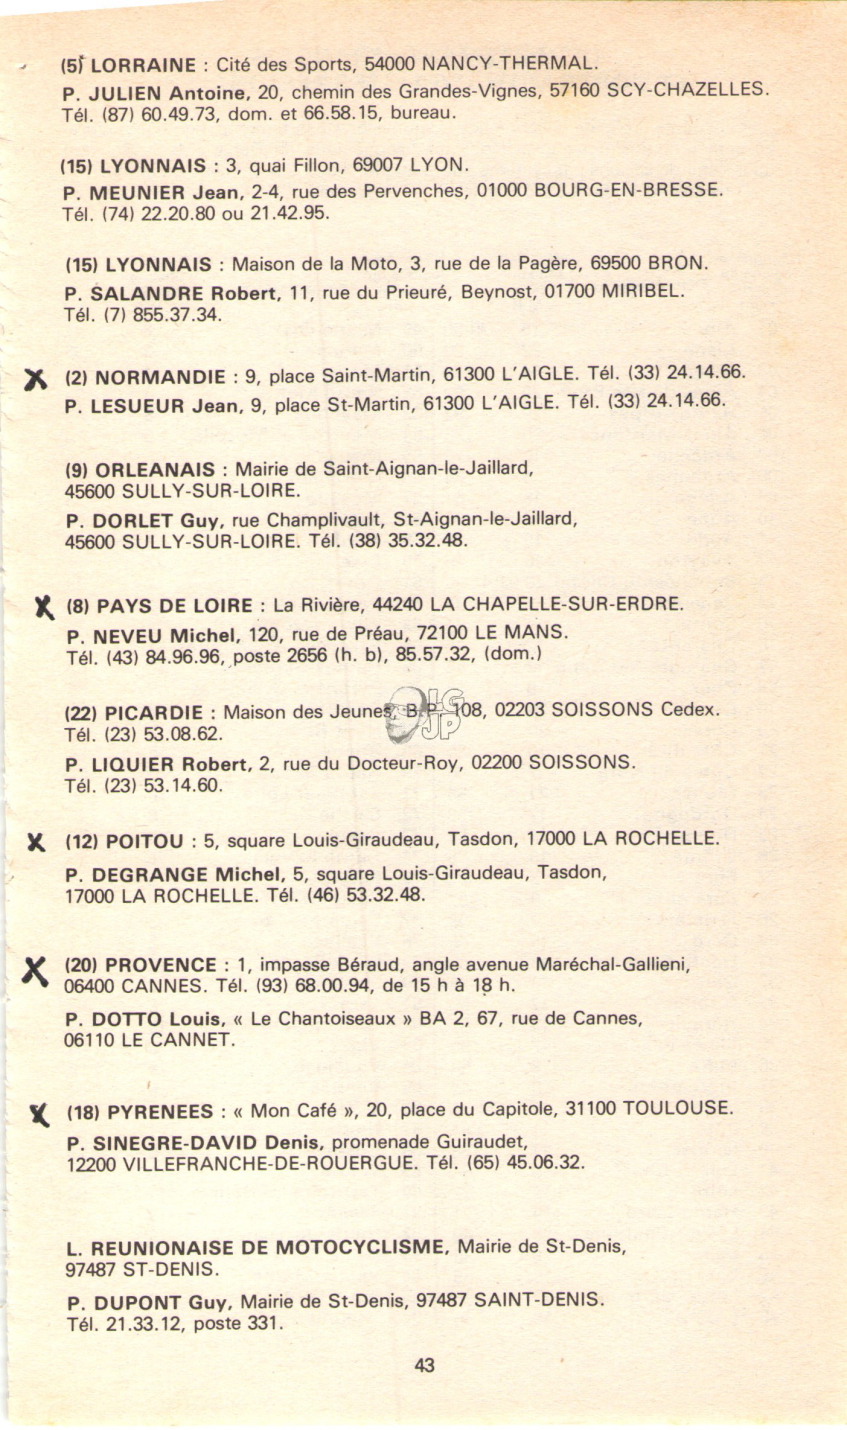 (5) LORRAINE : Cité des Sports, 54000 NANCY-THERMAL.
P. JULIEN Antoine, 20, chemin des Grandes-Vignes, 57160 SCY-CHAZELLES.
Tél. (87) 60.49.73, dom. et 66.58.15, bureau.
(15) LYONNAIS : 3, quai Fillon, 69007 LYON.
P. MEUNIER Jean, 2-4, rue des Pervenches, 01000 BOURG-EN-BRESSE.
Tél. (74) 22.20.80 ou 21.42.95.
(15) LYONNAIS : Maison de la Moto, 3, rue de la Pagère, 69500 BRON.
P. SALANDRE Robert, 11, rue du Prieuré, Beynost, 01700 MIRIBEL.
Tél. (7) 855.37.34.
X (2) NORMANDIE : 9, place Saint-Martin, 61300 L'AIGLE. Tél. (33) 24.14.66.
P. LESUEUR Jean, 9, place St-Martin, 61300 L'AIGLE. Tél. (33) 24.14.66.
(9) ORLEANAIS : Mairie de Saint-Aignan-le-Jaillard,
45600 SULLY-SUR-LOIRE.
P. DORLET Guy, rue Champlivault, St-Aignan-le-Jaillard,
45600 SULLY-SUR-LOIRE. Tél. (38) 35.32.48.
X (8) PAYS DE LOIRE : La Rivière, 44240 LA CHAPELLE-SUR-ERDRE.
P. NEVEU Michel, 120, rue de Préau, 72100 LE MANS.
Tél. (43) 84.96.96, poste 2656 (h. b), 85.57.32, (dom.)
(22) PICARDIE : Maison des Jeunes, B.P. 108, 02203 SOISSONS Cedex.
Tél. (23) 53.08.62.
LG
JP
P. LIQUIER Robert, 2, rue du Docteur-Roy, 02200 SOISSONS.
Tél. (23) 53.14.60.
X (12) POITOU : 5, square Louis-Giraudeau, Tasdon, 17000 LA ROCHELLE.
P. DEGRANGE Michel, 5, square Louis-Giraudeau, Tasdon,
17000 LA ROCHELLE. Tél. (46) 53.32.48.
X (20) PROVENCE : 1, impasse Béraud, angle avenue Maréchal-Gallieni,
06400 CANNES. Tél. (93) 68.00.94, de 15 h à 18 h.
P. DOTTO Louis, « Le Chantoiseaux » BA 2, 67, rue de Cannes,
06110 LE CANNET.
X (18) PYRENEES : « Mon Café », 20, place du Capitole, 31100 TOULOUSE.
P. SINEGRE-DAVID Denis, promenade Guiraudet,
12200 VILLEFRANCHE-DE-ROUERGUE. Tél. (65) 45.06.32.
L. REUNIONAISE DE MOTOCYCLISME, Mairie de St-Denis,
97487 ST-DENIS.
P. DUPONT Guy, Mairie de St-Denis, 97487 SAINT-DENIS.
Tél. 21.33.12, poste 331.
43